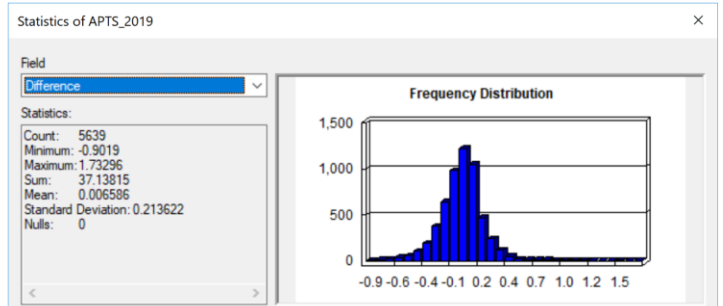 Statistics of APTS_2019
Field
Difference
Statistics:
Count: 5639
Minimum: -0.9019
Maximum: 1.73296
Sum: 37.13815
Mean: 0.006586
Standard Deviation: 0.213622
Nulls: 0
Frequency Distribution
1,500
1,000
500
0
-0.9 -0.6 -0.4 -0.1 0.2 0.4 0.7 1.0 1.2 1.5